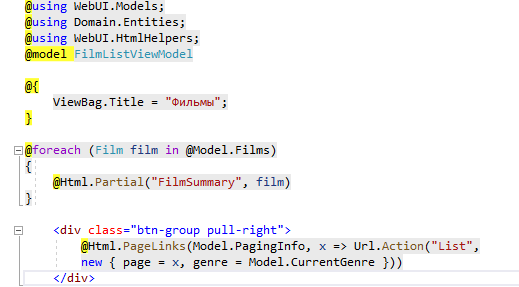 @using WebUI.Models;
@using Domain.Entities;
@using WebUI.HtmlHelpers;
@model FilmListViewModel
@{
ViewBag.Title = "Фильмы";
}
@foreach (Film film in @Model.Films)
{
@Html.Partial("FilmSummary", film)
}
<div class="btn-group pull-right">
@Html.PageLinks(Model.PagingInfo, x => Url.Action("List",
new { page = x, genre = Model.CurrentGenre }))
</div>